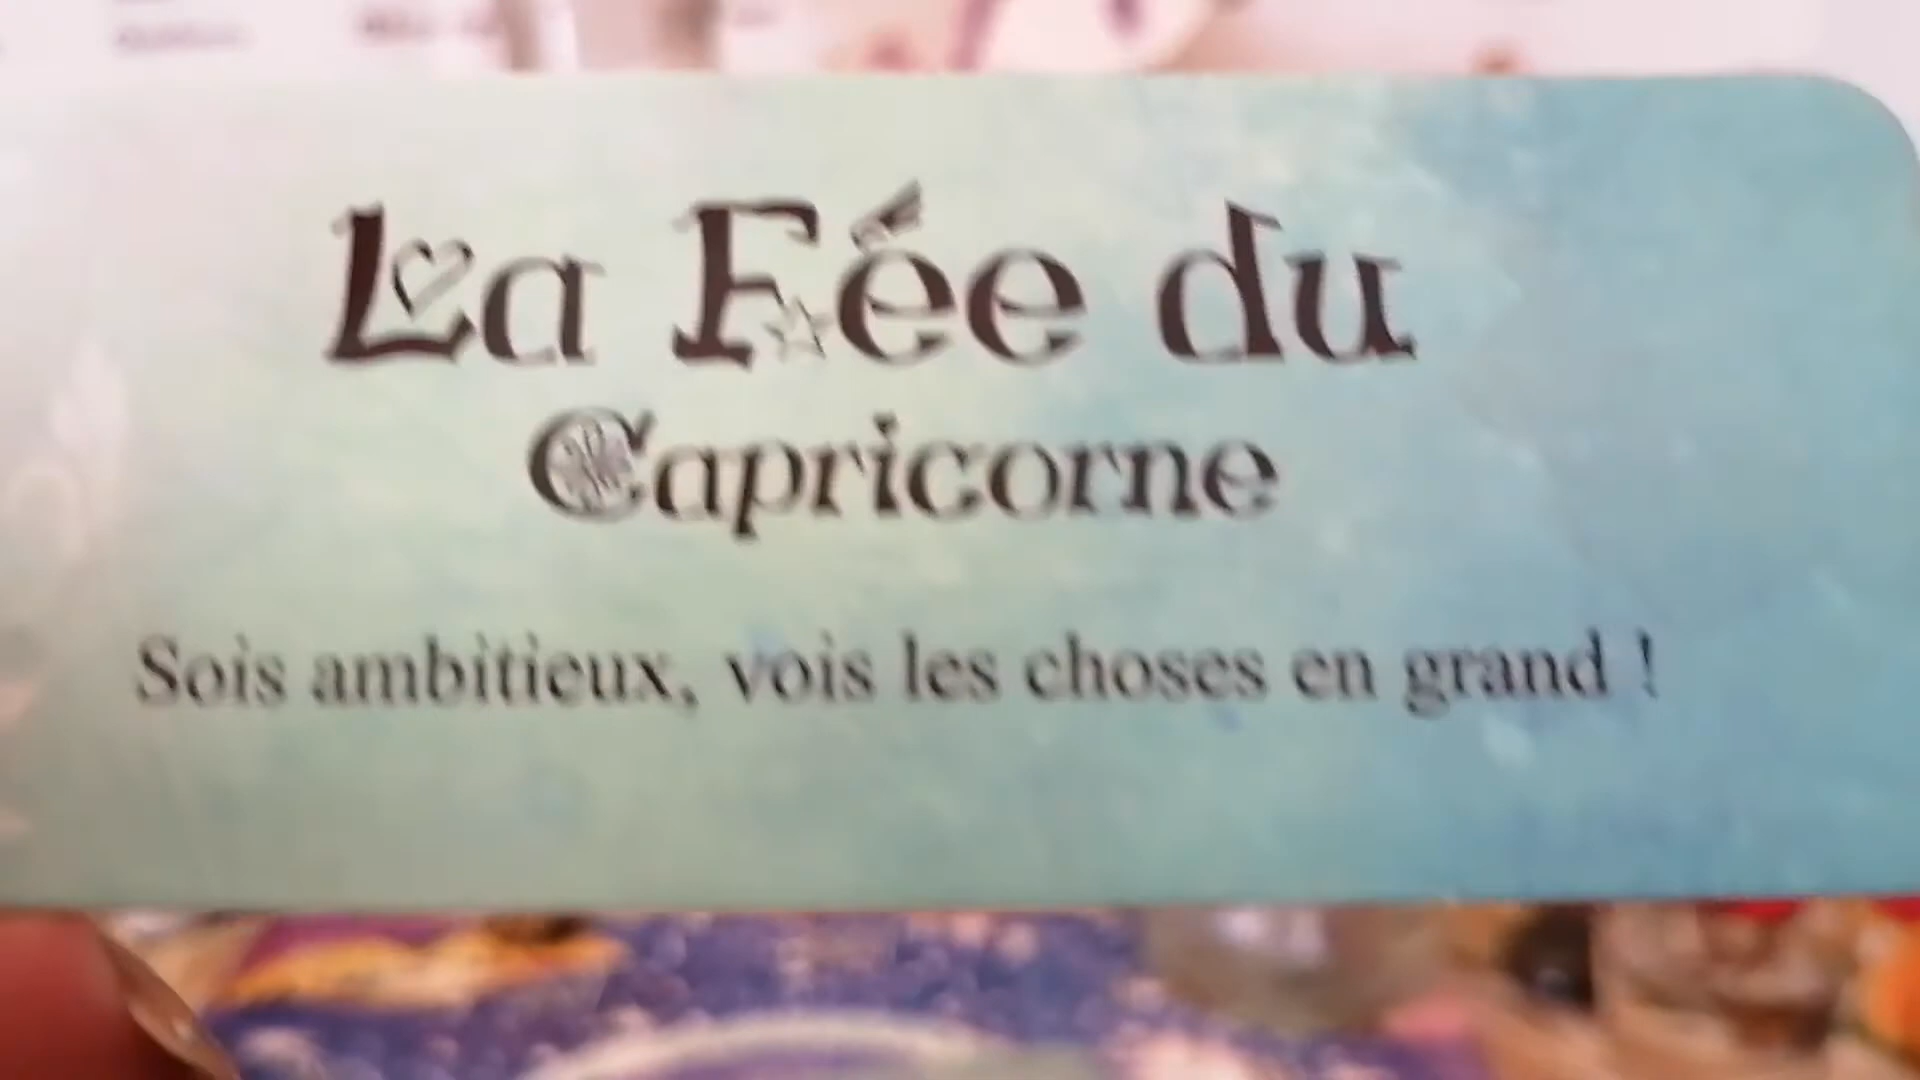 La Fée du
Capricorne
Sois ambitieux, vois les choses en grand !